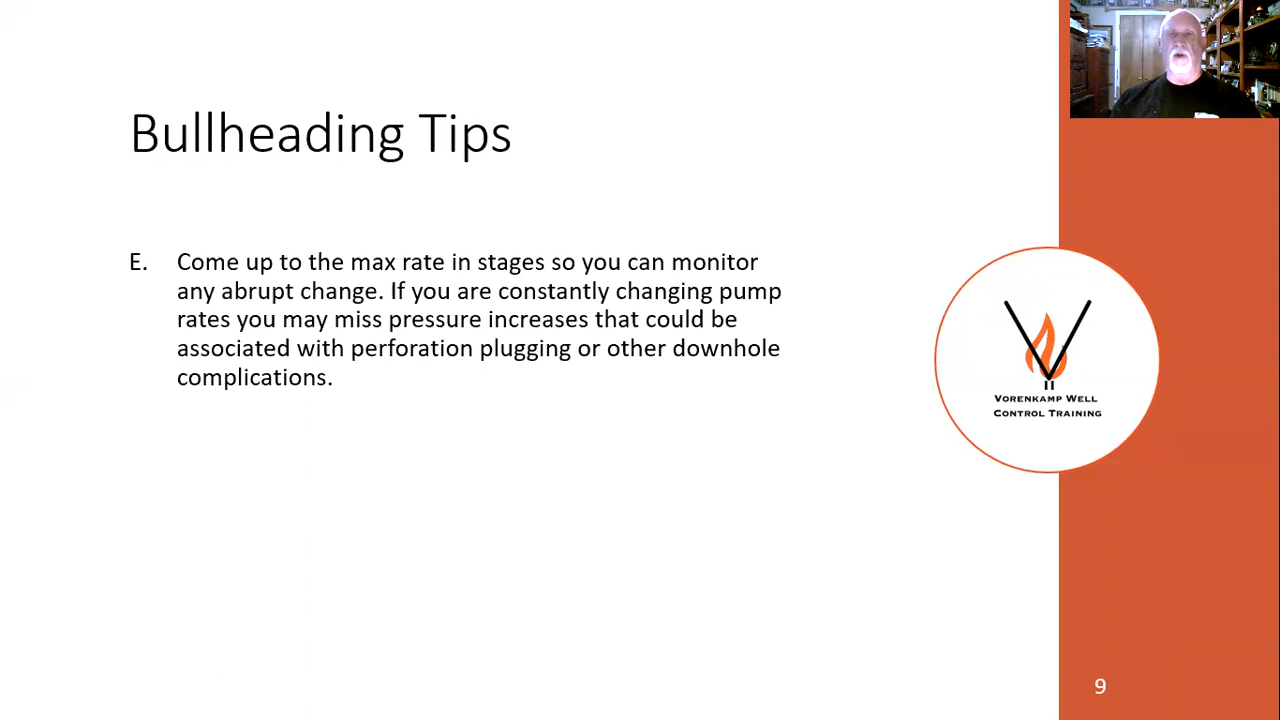 Bullheading Tips
E. Come up to the max rate in stages so you can monitor
any abrupt change. If you are constantly changing pump
rates you may miss pressure increases that could be
associated with perforation plugging or other downhole
complications.
VORENKAMP WELL
CONTROL TRAINING
9